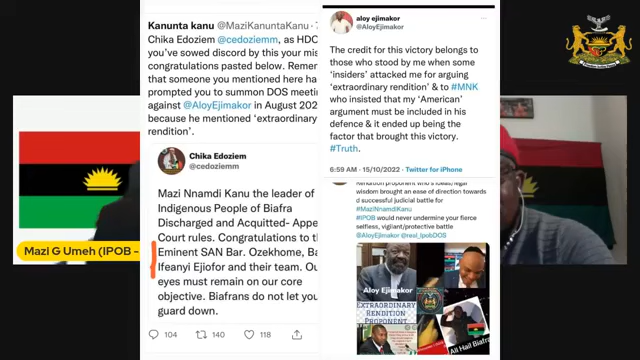 Kanunta kanu @MaziKanuntaKanu · 7
Chika Edoziem @cedoziemm, as HDO
you've sowed discord by this your mis
congratulations pasted below. Remem
that someone you mentioned here ha
prompted you to summon DOS meetin
against @AloyEjimakor in August 202
because he mentioned 'extraordinary
rendition'.
Chika Edoziem
@cedoziemm
Mazi Nnamdi Kanu the leader of
Indigenous People of Biafra
Discharged and Acquitted- Appe
Court rules. Congratulations to th
Eminent SAN Bar. Ozekhome, Ba
Ifeanyi Ejiofor and their team. Ou
eyes must remain on our core
objective. Biafrans do not let you
guard down.
104
140
118
aloy ejimakor
@AloyEjimakor
The credit for this victory belongs to
those who stood by me when some
'insiders' attacked me for arguing
'extraordinary rendition' & to #MNK
who insisted that my 'American'
argument must be included in his
defence & it ended up being the
factor that brought this victory.
#Truth.
6:59 AM · 15/10/2022 · Twitter for iPhone
wisdom brought an ease of direction towards
d successful judicial battle for
#MaziNnamdiKanu
#IPOB would never undermine your fierce
selfless, vigilant/protective battle
@AloyEjimakor @real_IpobDOS
Aloy Ejimakor
EXTRAORDINARY
RENDITION
PROPONENT
All Hail Biafra
Mazi G Umeh (IPOB -